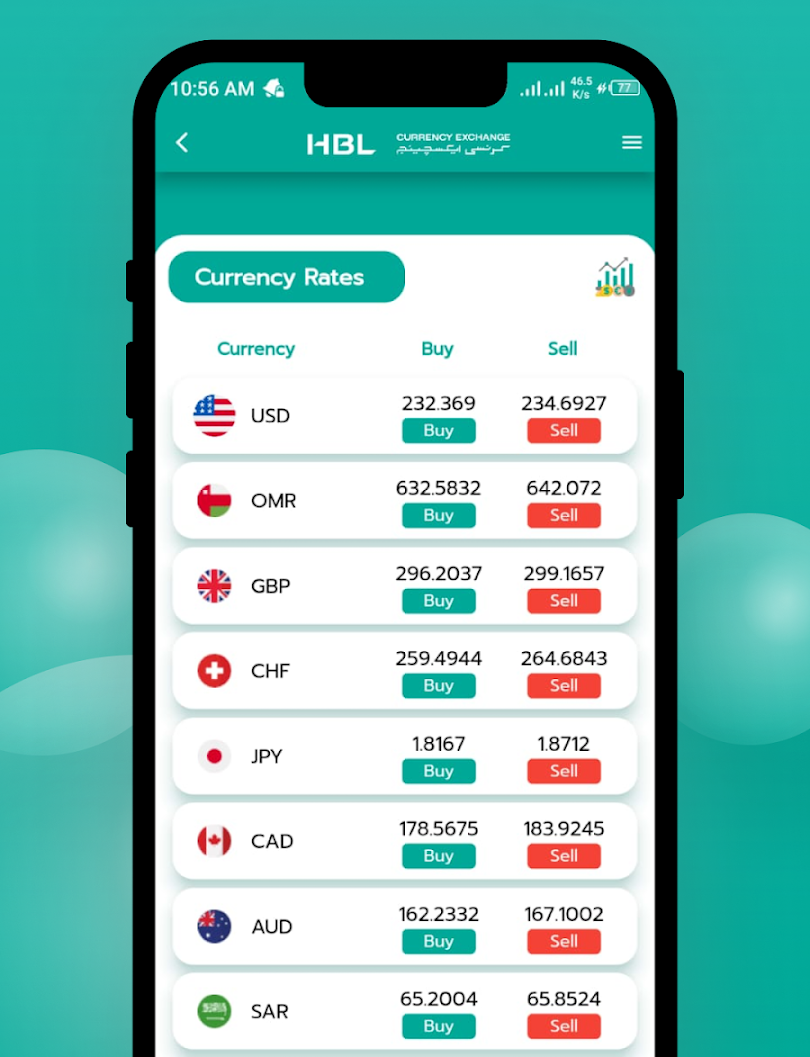 10:56 AM
46.5
K/s
77
HBL
CURRENCY EXCHANGE
کرنسی ایکسچینج
Currency Rates
Currency Buy Sell
232.369 234.6927
USD
Buy Sell
632.5832 642.072
OMR
Buy Sell
296.2037 299.1657
GBP
Buy Sell
259.4944 264.6843
CHF
Buy Sell
1.8167 1.8712
JPY
Buy Sell
178.5675 183.9245
CAD
Buy Sell
162.2332 167.1002
AUD
Buy Sell
65.2004 65.8524
SAR
Buy Sell